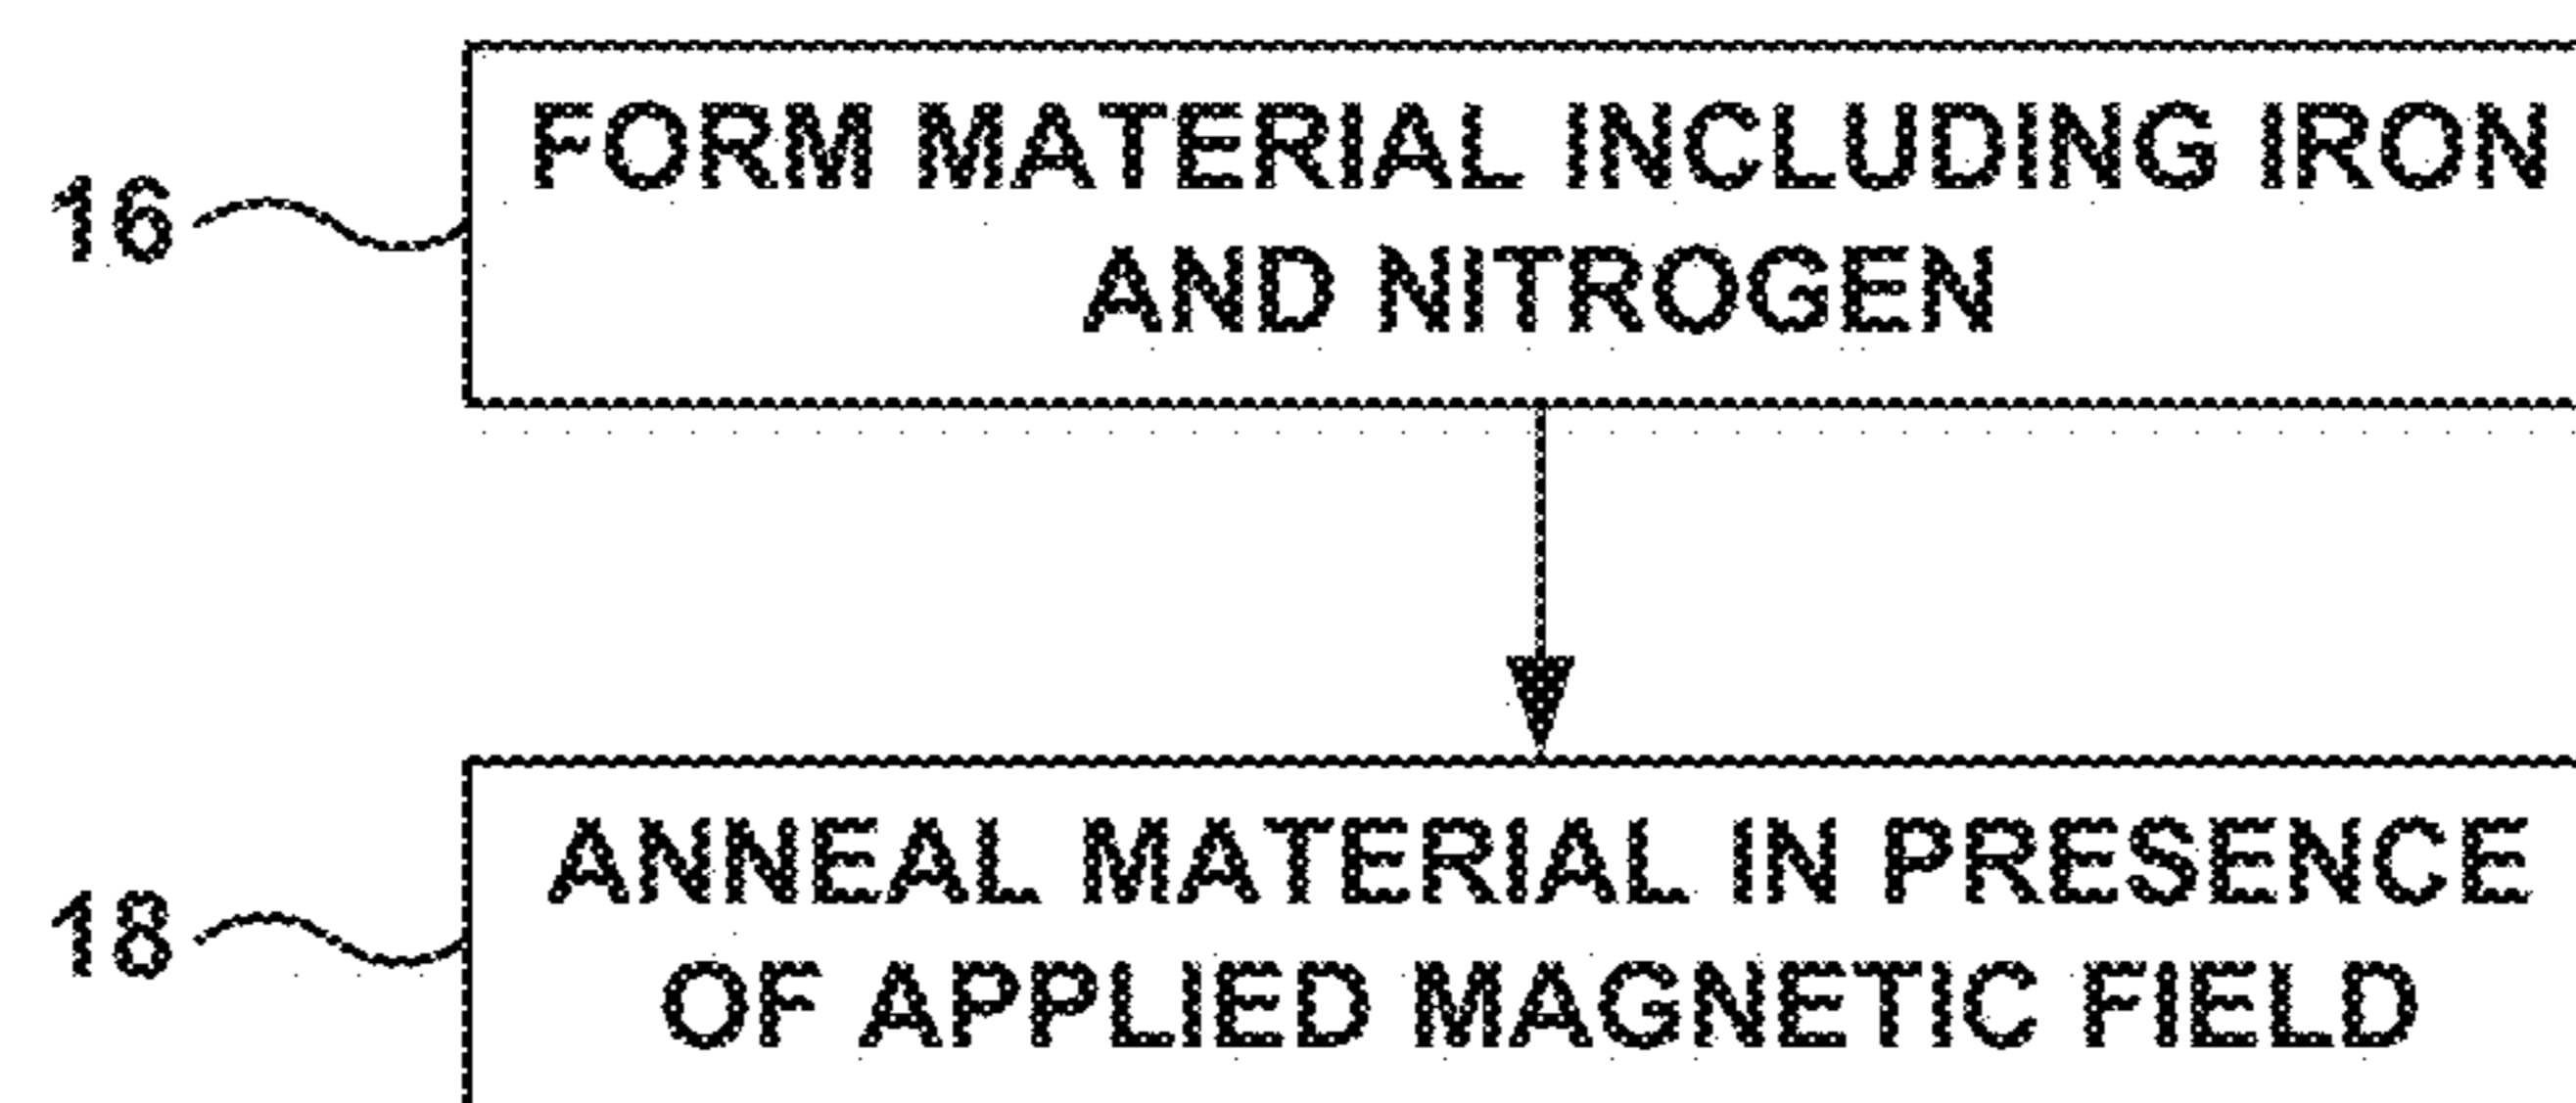 16
FORM MATERIAL INCLUDING IRON
AND NITROGEN
18
ANNEAL MATERIAL IN PRESENCE
OF APPLIED MAGNETIC FIELD